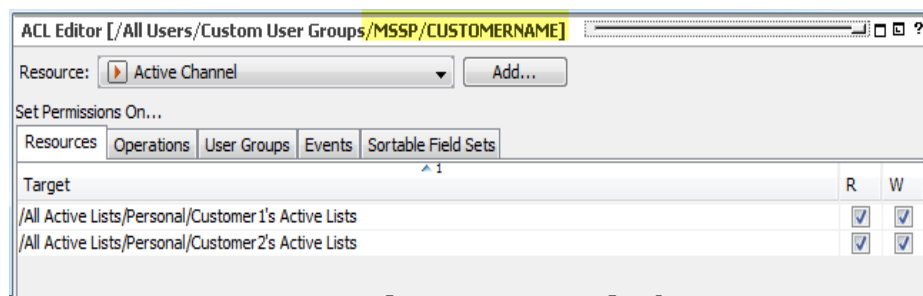 ACL Editor [/All Users/Custom User Groups/MSSP/CUSTOMERNAME] ?
Resource: Active Channel Add...
Set Permissions On...
Resources Operations User Groups Events Sortable Field Sets
1
Target R W
/All Active Lists/Personal/Customer1's Active Lists
/All Active Lists/Personal/Customer2's Active Lists